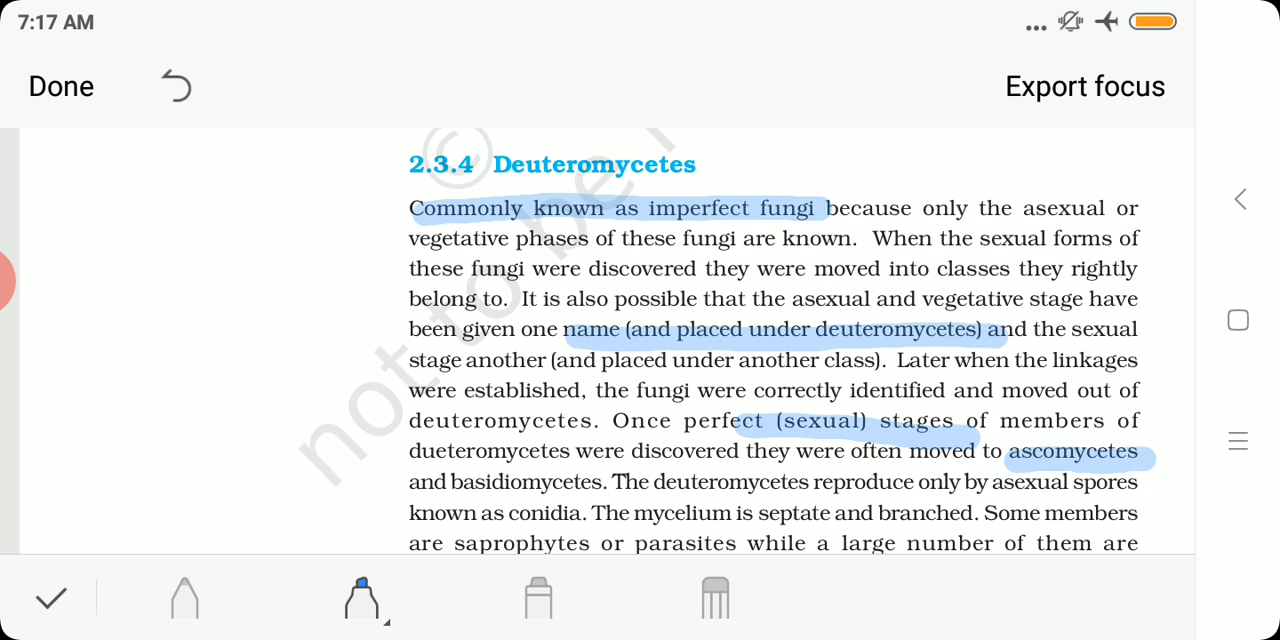 7:17 AM
Done
Export focus
2.3.4 Deuteromycetes
Commonly known as imperfect fungi because only the asexual or
vegetative phases of these fungi are known. When the sexual forms of
these fungi were discovered they were moved into classes they rightly
belong to. It is also possible that the asexual and vegetative stage have
been given one name (and placed under deuteromycetes) and the sexual
stage another (and placed under another class). Later when the linkages
were established, the fungi were correctly identified and moved out of
deuteromycetes. Once perfect (sexual) stages of members of
dueteromycetes were discovered they were often moved to ascomycetes
and basidiomycetes. The deuteromycetes reproduce only by asexual spores
known as conidia. The mycelium is septate and branched. Some members
are saprophytes or parasites while a large number of them are
©
not to be